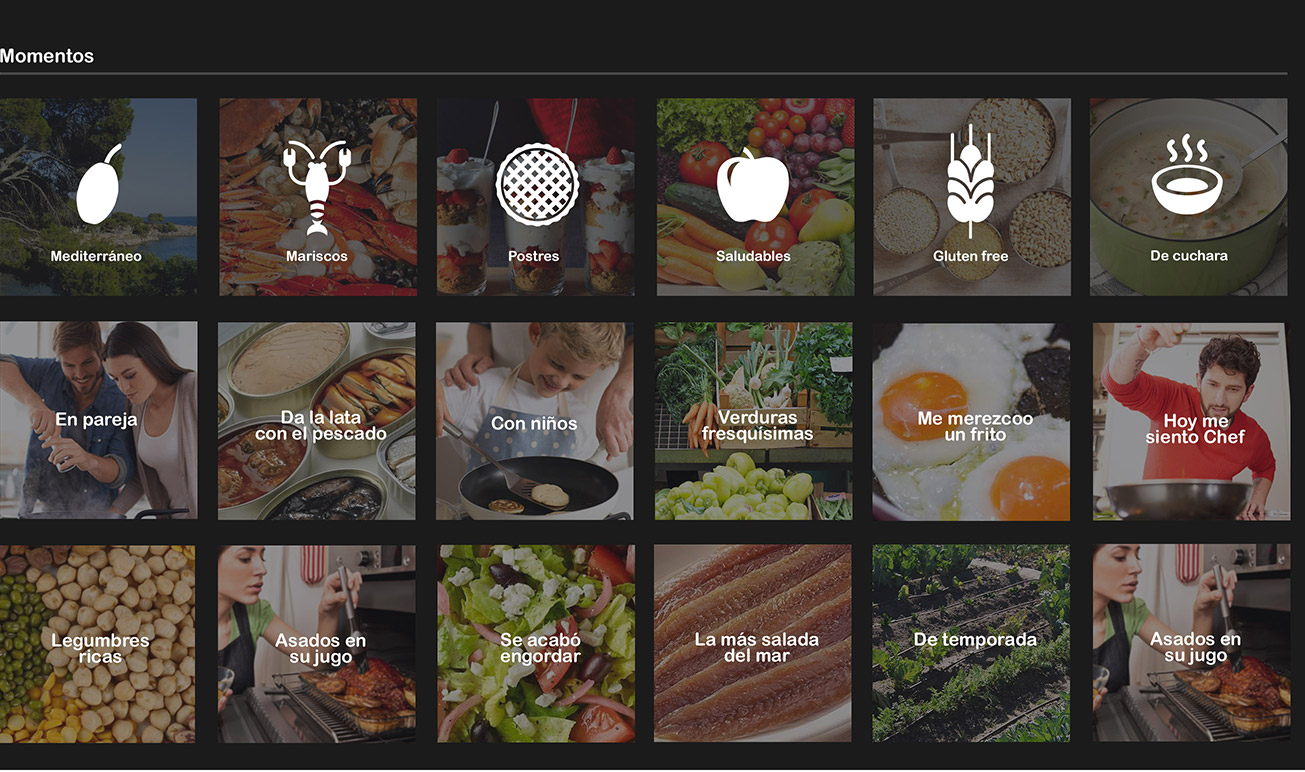 Momentos
Mediterráneo
Mariscos
Postres
Saludables
Gluten free
De cuchara
En pareja
Da la lata
con el pescado
Con niños
Verduras
fresquísimas
Me merezcoo
un frito
Hoy me
siento Chef
Legumbres
ricas
Asados en
su jugo
Se acabó
engordar
La más salada
del mar
De temporada
Asados en
su jugo